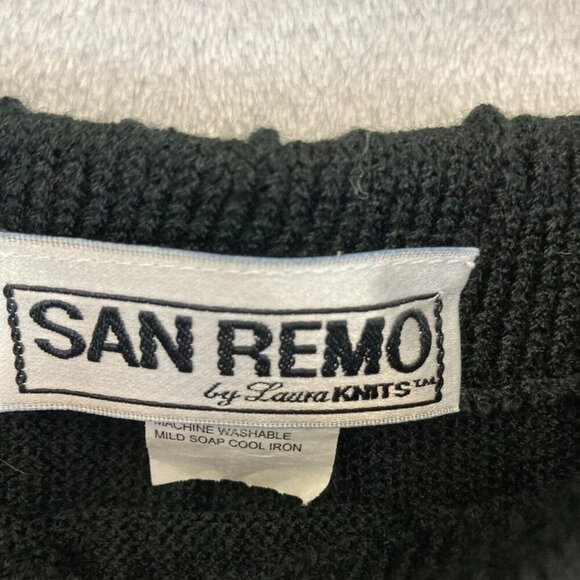 SAN REMO
by Laura KNITS™
MACHINE WASHABLE
MILD SOAP COOL IRON